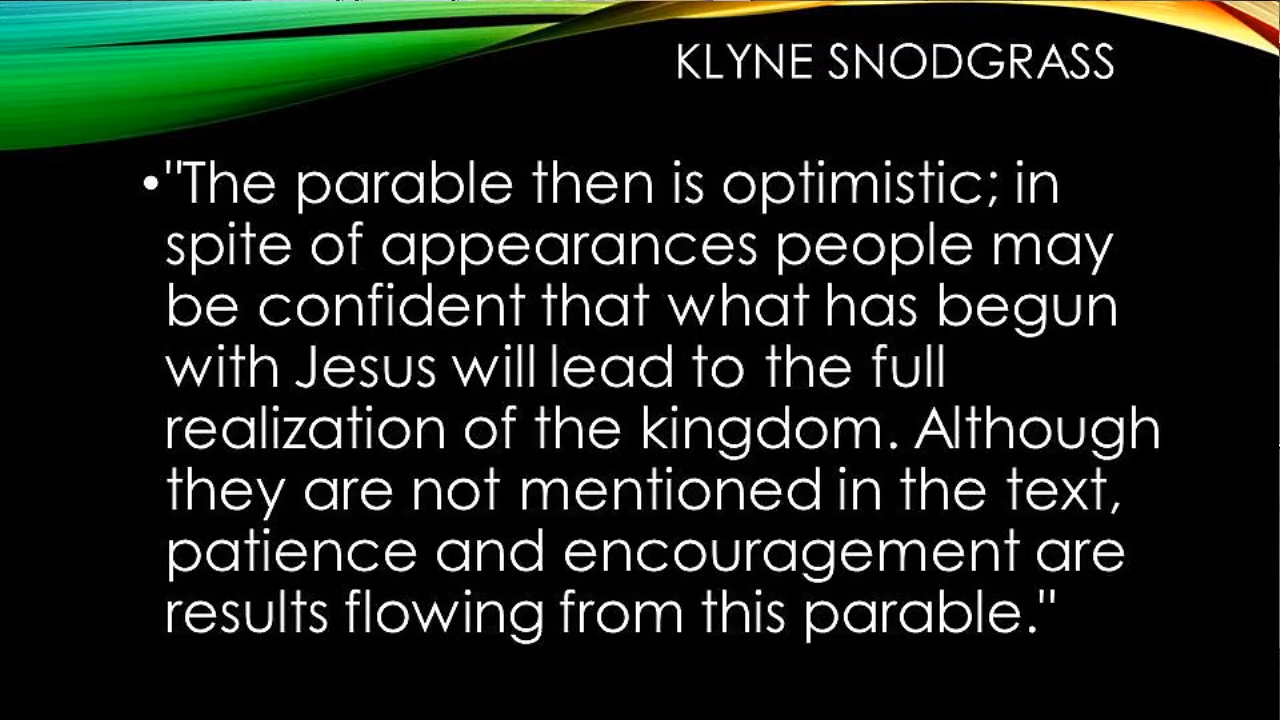 KLYNE SNODGRASS
•"The parable then is optimistic; in
spite of appearances people may
be confident that what has begun
with Jesus will lead to the full
realization of the kingdom. Although
they are not mentioned in the text,
patience and encouragement are
results flowing from this parable."